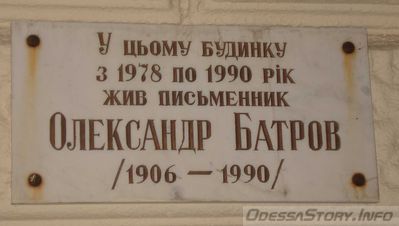 У цьому будинку
з 1978 по 1990 рік
жив письменник
Олександр Батров
/1906 — 1990/
OdessaStory.Info